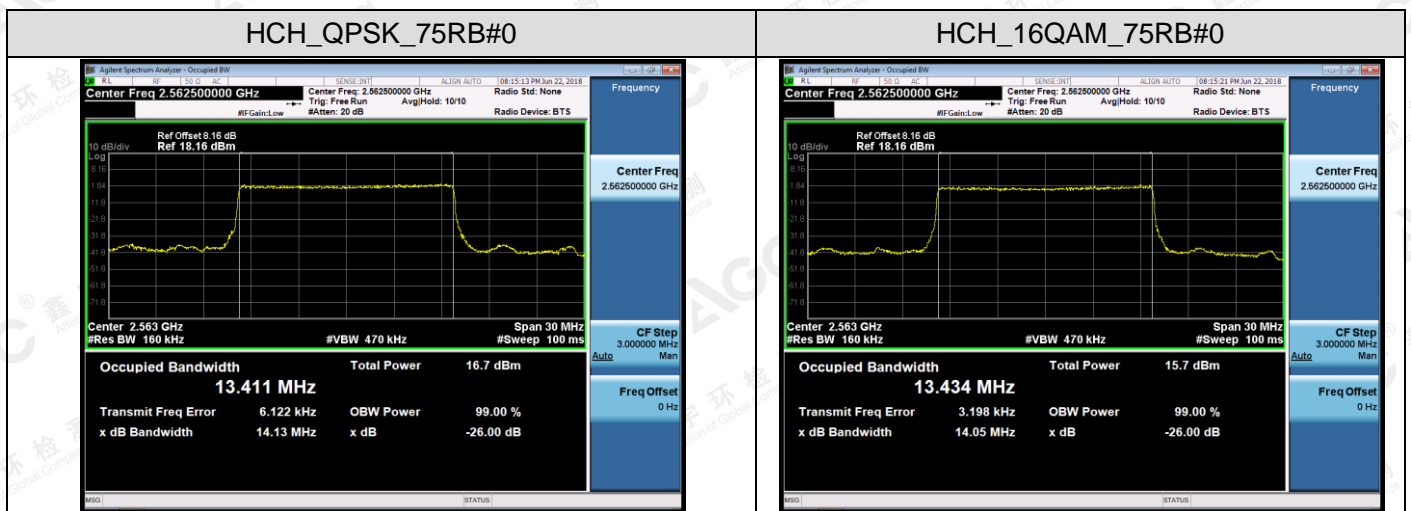 HCH_QPSK_75RB#0
Agilent Spectrum Analyzer - Occupied BW
RL RF 50 Ω AC SENSE:INT ALIGN AUTO 08:15:13 PM Jun 22, 2018
Center Freq 2.562500000 GHz
Center Freq: 2.562500000 GHz
Radio Std: None
Trig: Free Run Avg|Hold: 10/10
#IFGain:Low #Atten: 20 dB Radio Device: BTS
Ref Offset 8.16 dB
10 dB/div Ref 18.16 dBm
Log
8.16
-1.84
-11.8
-21.8
-31.8
-41.8
-51.8
-61.8
-71.8
Center 2.563 GHz Span 30 MHz
#Res BW 160 kHz #VBW 470 kHz #Sweep 100 ms
Occupied Bandwidth Total Power 16.7 dBm
13.411 MHz
Transmit Freq Error 6.122 kHz OBW Power 99.00 %
x dB Bandwidth 14.13 MHz x dB -26.00 dB
MSG STATUS
Frequency
Center Freq
2.562500000 GHz
CF Step
3.000000 MHz
Auto Man
Freq Offset
0 Hz
HCH_16QAM_75RB#0
Agilent Spectrum Analyzer - Occupied BW
RL RF 50 Ω AC SENSE:INT ALIGN AUTO 08:15:21 PM Jun 22, 2018
Center Freq 2.562500000 GHz
Center Freq: 2.562500000 GHz
Radio Std: None
Trig: Free Run Avg|Hold: 10/10
#IFGain:Low #Atten: 20 dB Radio Device: BTS
Ref Offset 8.16 dB
10 dB/div Ref 18.16 dBm
Log
8.16
-1.84
-11.8
-21.8
-31.8
-41.8
-51.8
-61.8
-71.8
Center 2.563 GHz Span 30 MHz
#Res BW 160 kHz #VBW 470 kHz #Sweep 100 ms
Occupied Bandwidth Total Power 15.7 dBm
13.434 MHz
Transmit Freq Error 3.198 kHz OBW Power 99.00 %
x dB Bandwidth 14.05 MHz x dB -26.00 dB
MSG STATUS
Frequency
Center Freq
2.562500000 GHz
CF Step
3.000000 MHz
Auto Man
Freq Offset
0 Hz